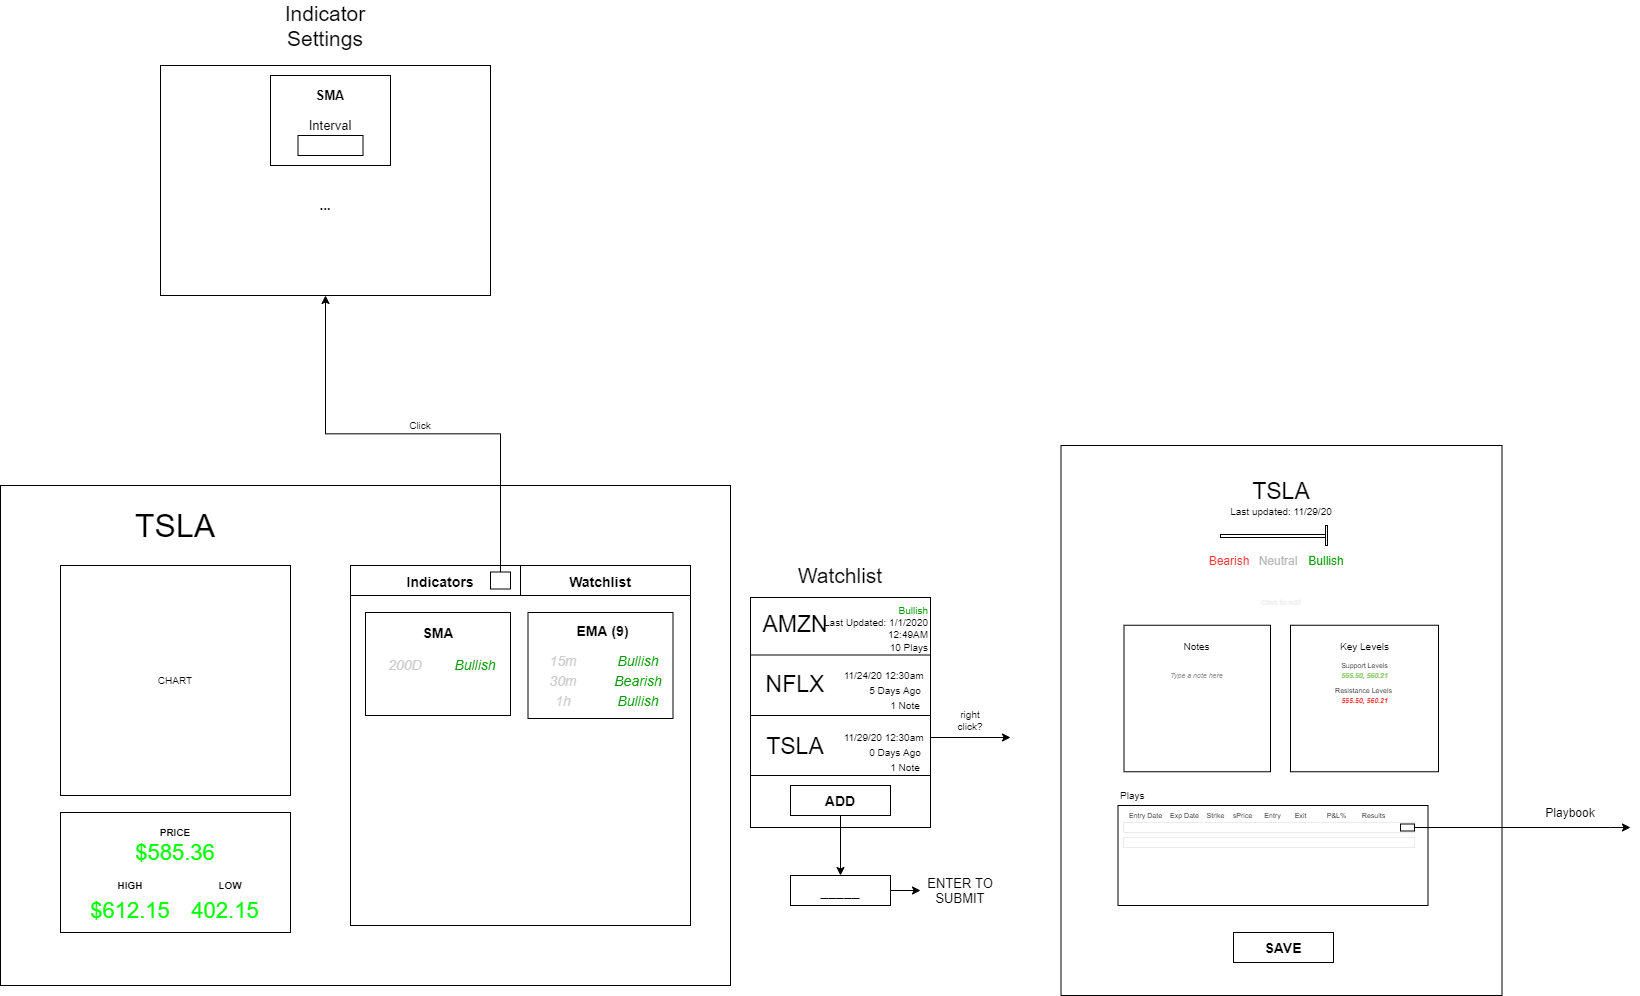 Indicator
Settings
SMA
Interval
...
Click
TSLA
CHART
PRICE
$585.36
HIGH LOW
$612.15 402.15
Indicators Watchlist
SMA
200D Bullish
EMA (9)
15m Bullish
30m Bearish
1h Bullish
Watchlist
AMZN
Bullish
Last Updated: 1/1/2020
12:49AM
10 Plays
NFLX
11/24/20 12:30am
5 Days Ago
1 Note
TSLA
11/29/20 12:30am
0 Days Ago
1 Note
ADD
_____
ENTER TO
SUBMIT
right
click?
TSLA
Last updated: 11/29/20
Bearish Neutral Bullish
Click to edit
Notes
Type a note here
Key Levels
Support Levels
555.50, 560.21
Resistance Levels
555.50, 560.21
Plays
Entry Date Exp Date Strike sPrice Entry Exit P&L% Results
Playbook
SAVE